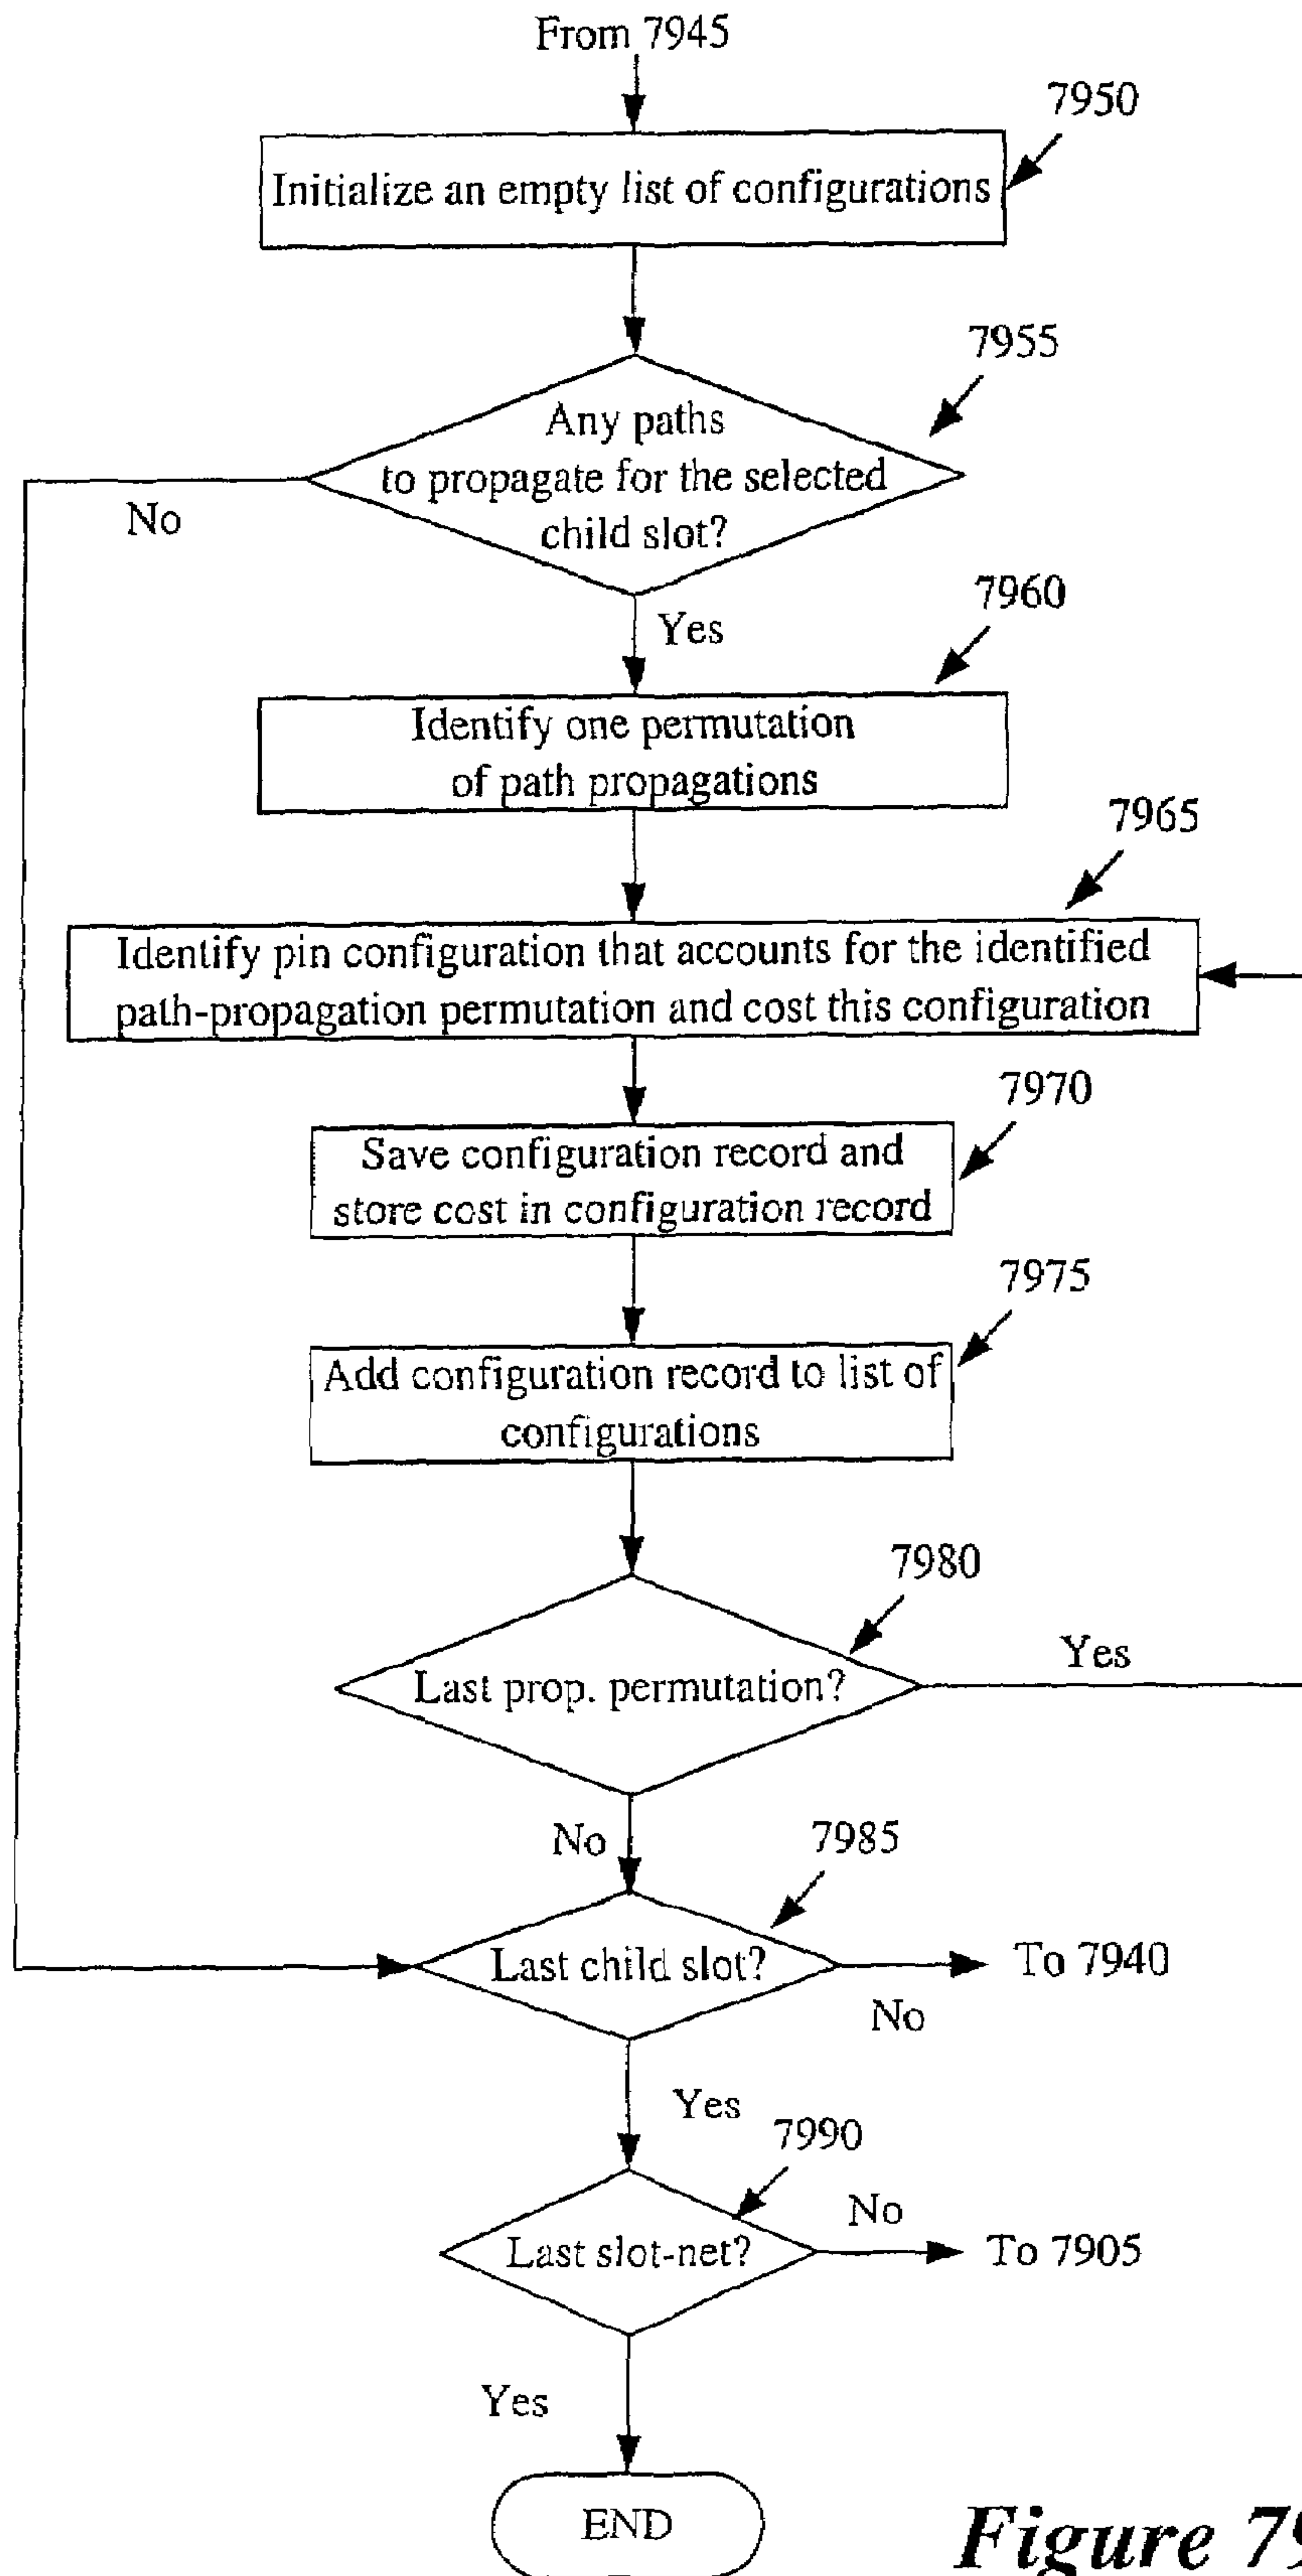 From 7945
7950
Initialize an empty list of configurations
7955
Any paths
to propagate for the selected
child slot?
No
Yes
7960
Identify one permutation
of path propagations
7965
Identify pin configuration that accounts for the identified
path-propagation permutation and cost this configuration
7970
Save configuration record and
store cost in configuration record
7975
Add configuration record to list of
configurations
7980
Last prop. permutation?
Yes
No
7985
Last child slot?
To 7940
No
Yes
7990
Last slot-net?
No
To 7905
Yes
END
Figure 79